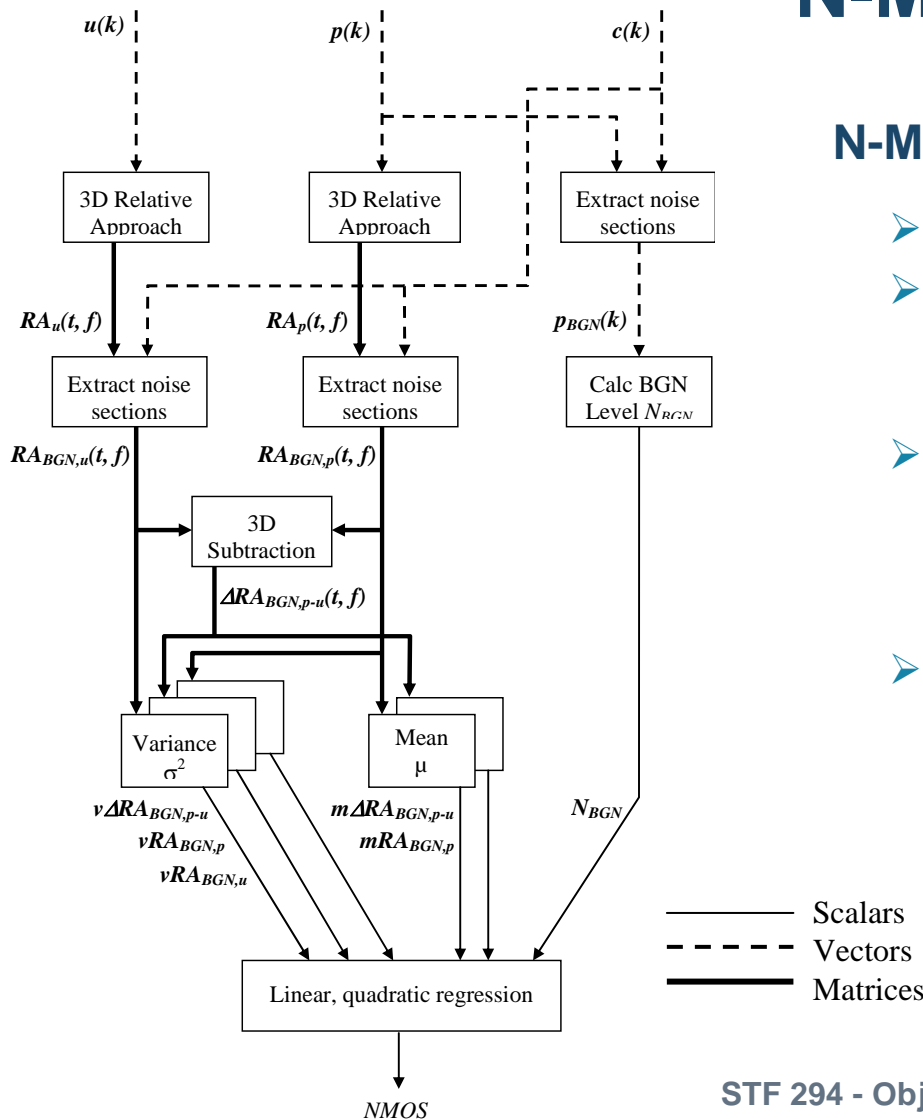 N-M
u(k)
p(k)
c(k)
N-M
3D Relative
Approach
3D Relative
Approach
Extract noise
sections
RAu(t, f)
RAp(t, f)
pBGN(k)
Extract noise
sections
Extract noise
sections
Calc BGN
Level NBGN
RABGN,u(t, f)
RABGN,p(t, f)
3D
Subtraction
ΔRABGN,p-u(t, f)
Variance
σ2
Mean
μ
vΔRABGN,p-u
vRABGN,p
vRABGN,u
mΔRABGN,p-u
mRABGN,p
NBGN
Scalars
Vectors
Matrices
Linear, quadratic regression
NMOS
STF 294 - Obj